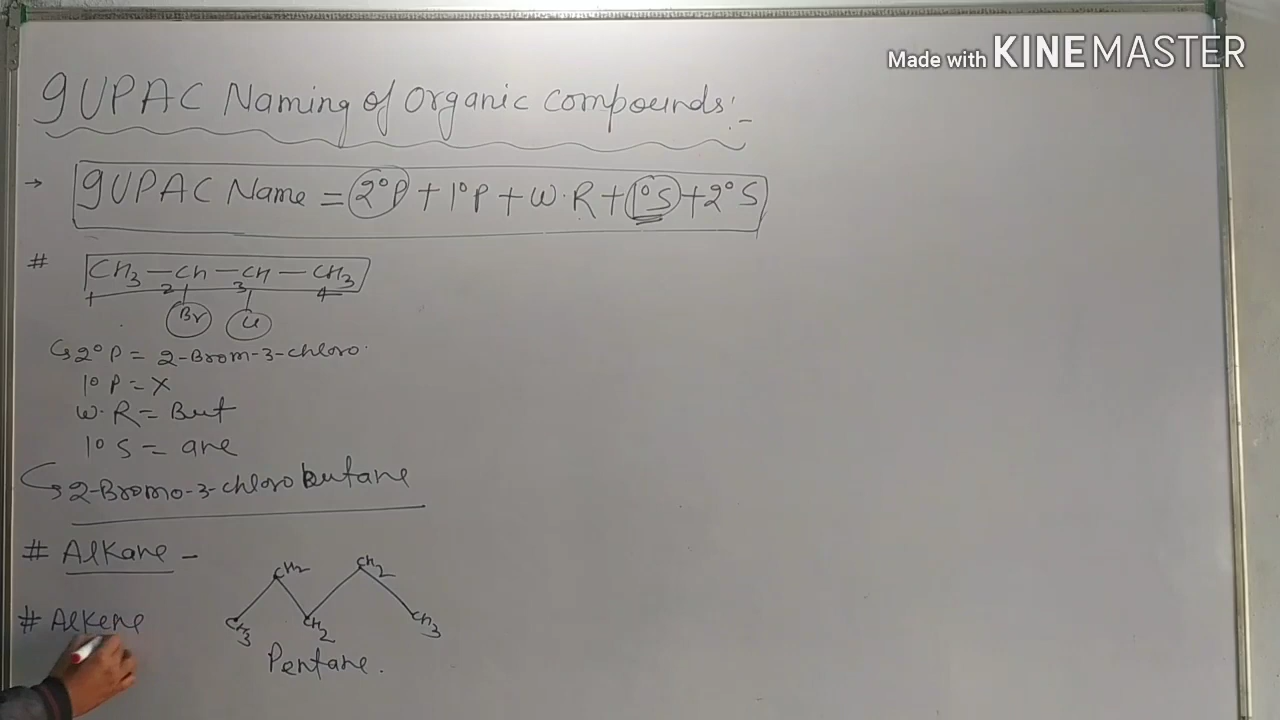 Made with KINEMASTER
IUPAC Naming of Organic Compounds:-
→ IUPAC Name = 2°P + 1°P + W.R + 1°S + 2°S
# CH3 — CH — CH — CH3
1 2 3 4
Br Cl
2°P = 2-Brom-3-chloro.
1°P = X
W.R = But
1°S = ane
2-Bromo-3-chlorobutane
# Alkane -
CH2 CH2
CH3 CH2 CH3
Pentane.
# Alkene